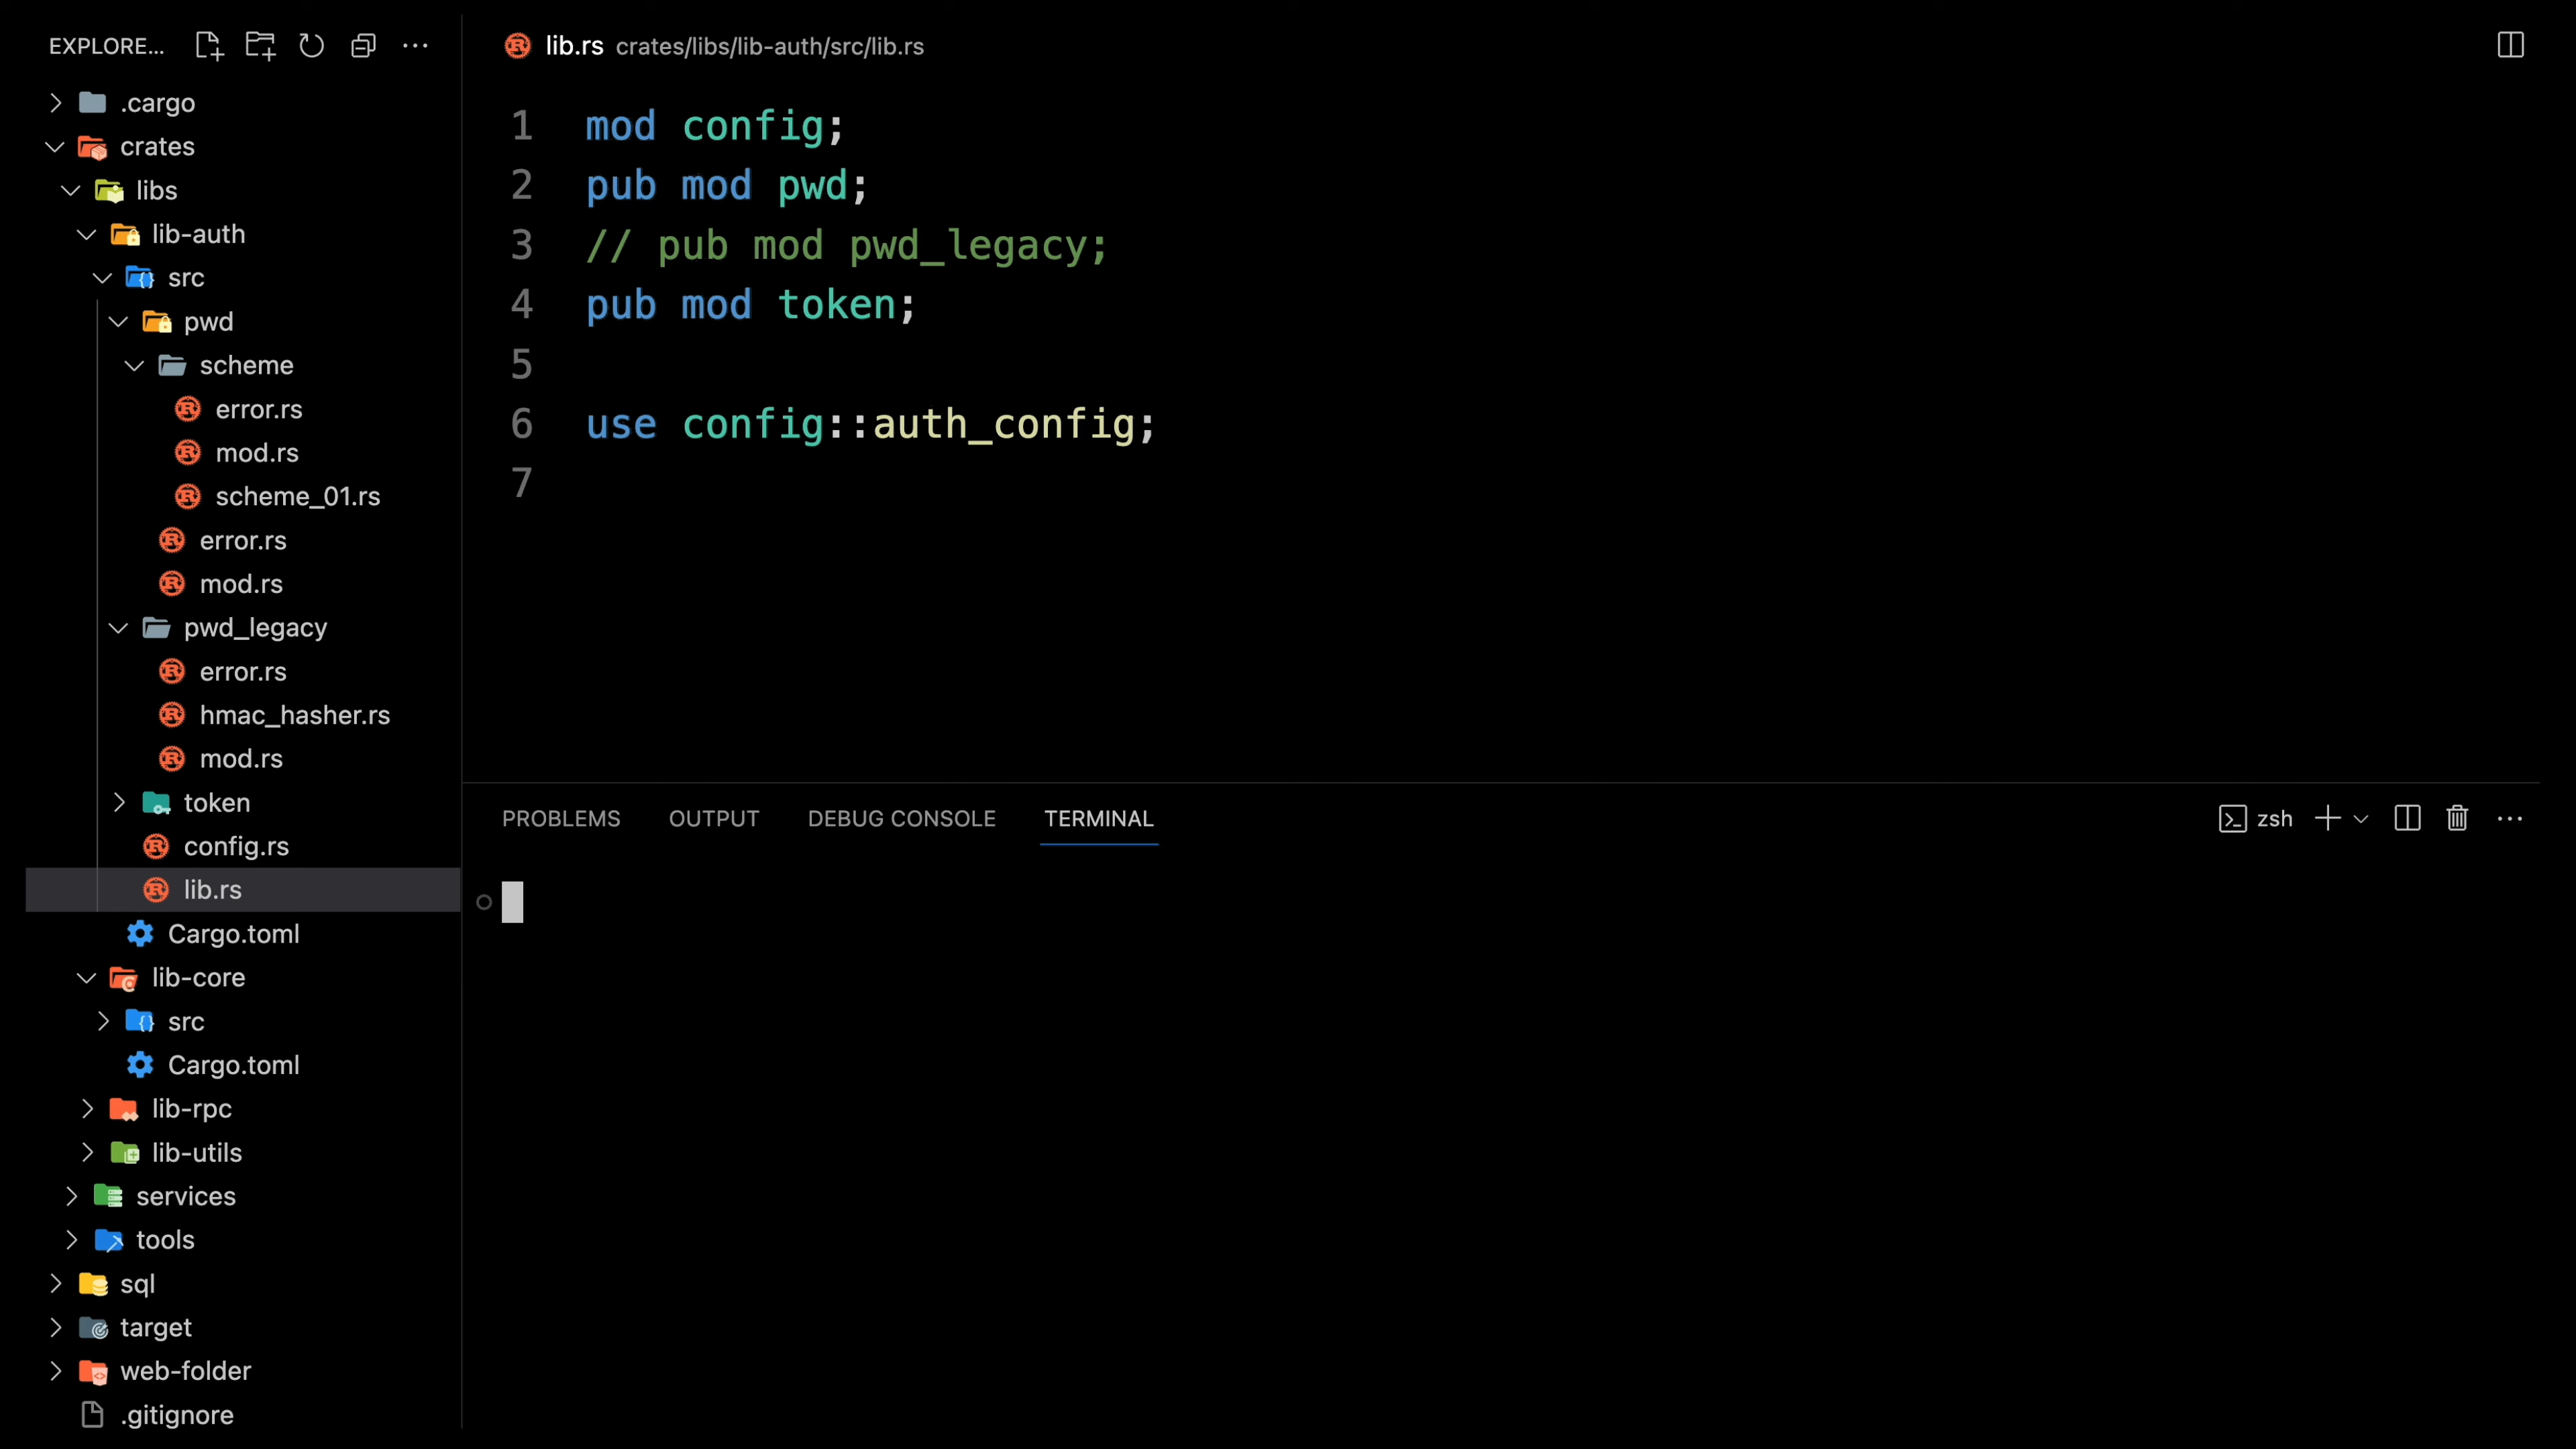 EXPLORE...
.cargo
crates
libs
lib-auth
src
pwd
scheme
error.rs
mod.rs
scheme_01.rs
error.rs
mod.rs
pwd_legacy
error.rs
hmac_hasher.rs
mod.rs
token
config.rs
lib.rs
Cargo.toml
lib-core
src
Cargo.toml
lib-rpc
lib-utils
services
tools
sql
target
web-folder
.gitignore
lib.rs crates/libs/lib-auth/src/lib.rs
1 mod config;
2 pub mod pwd;
3 // pub mod pwd_legacy;
4 pub mod token;
5
6 use config::auth_config;
7
PROBLEMS OUTPUT DEBUG CONSOLE TERMINAL zsh